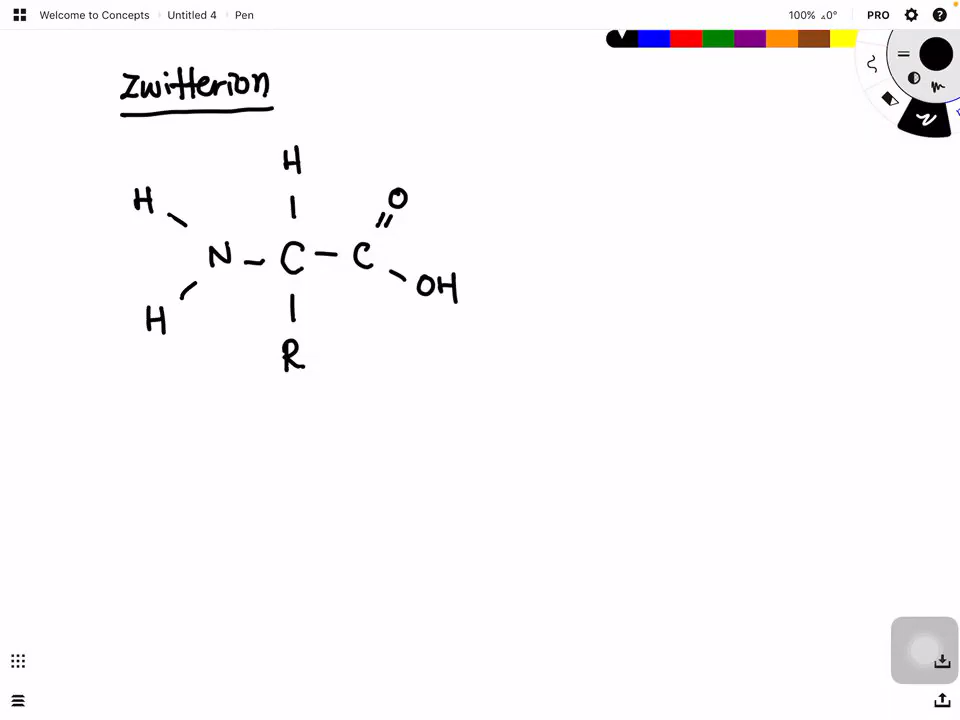 Welcome to Concepts Untitled 4 Pen 100% 0° PRO
Zwitterion
H
H O
N - C - C
OH
H
R